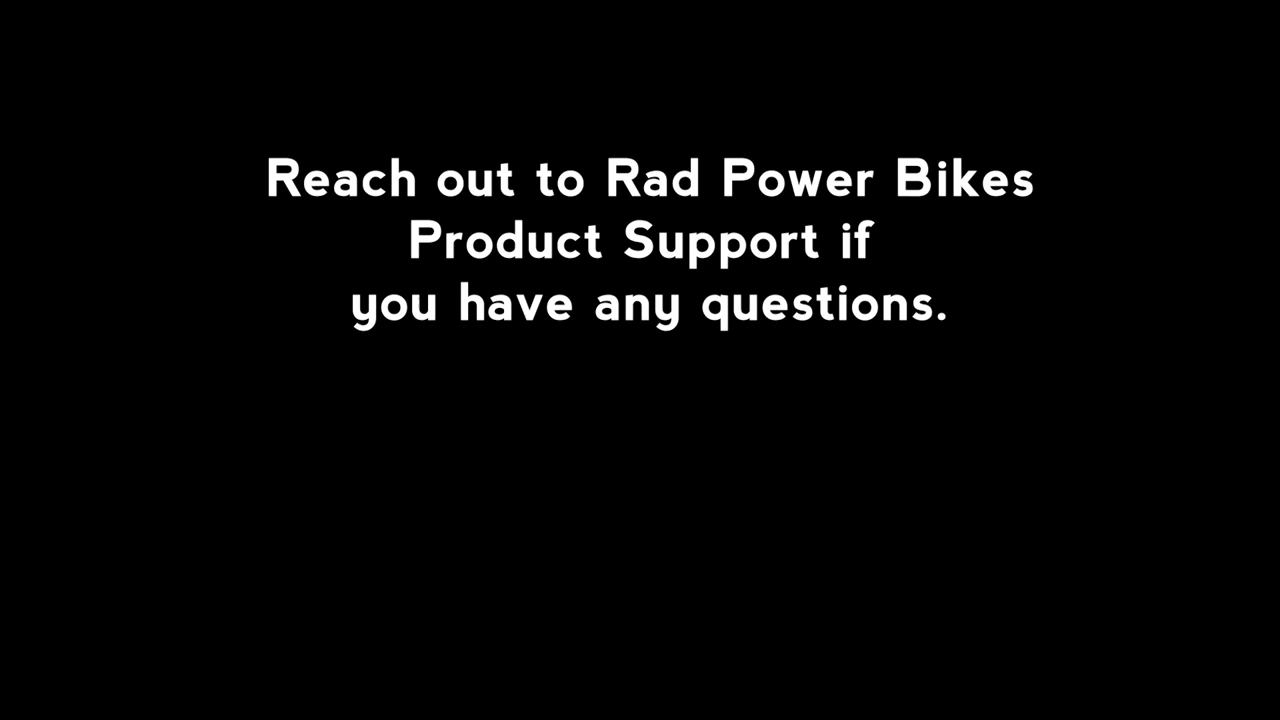 Reach out to Rad Power Bikes
Product Support if
you have any questions.